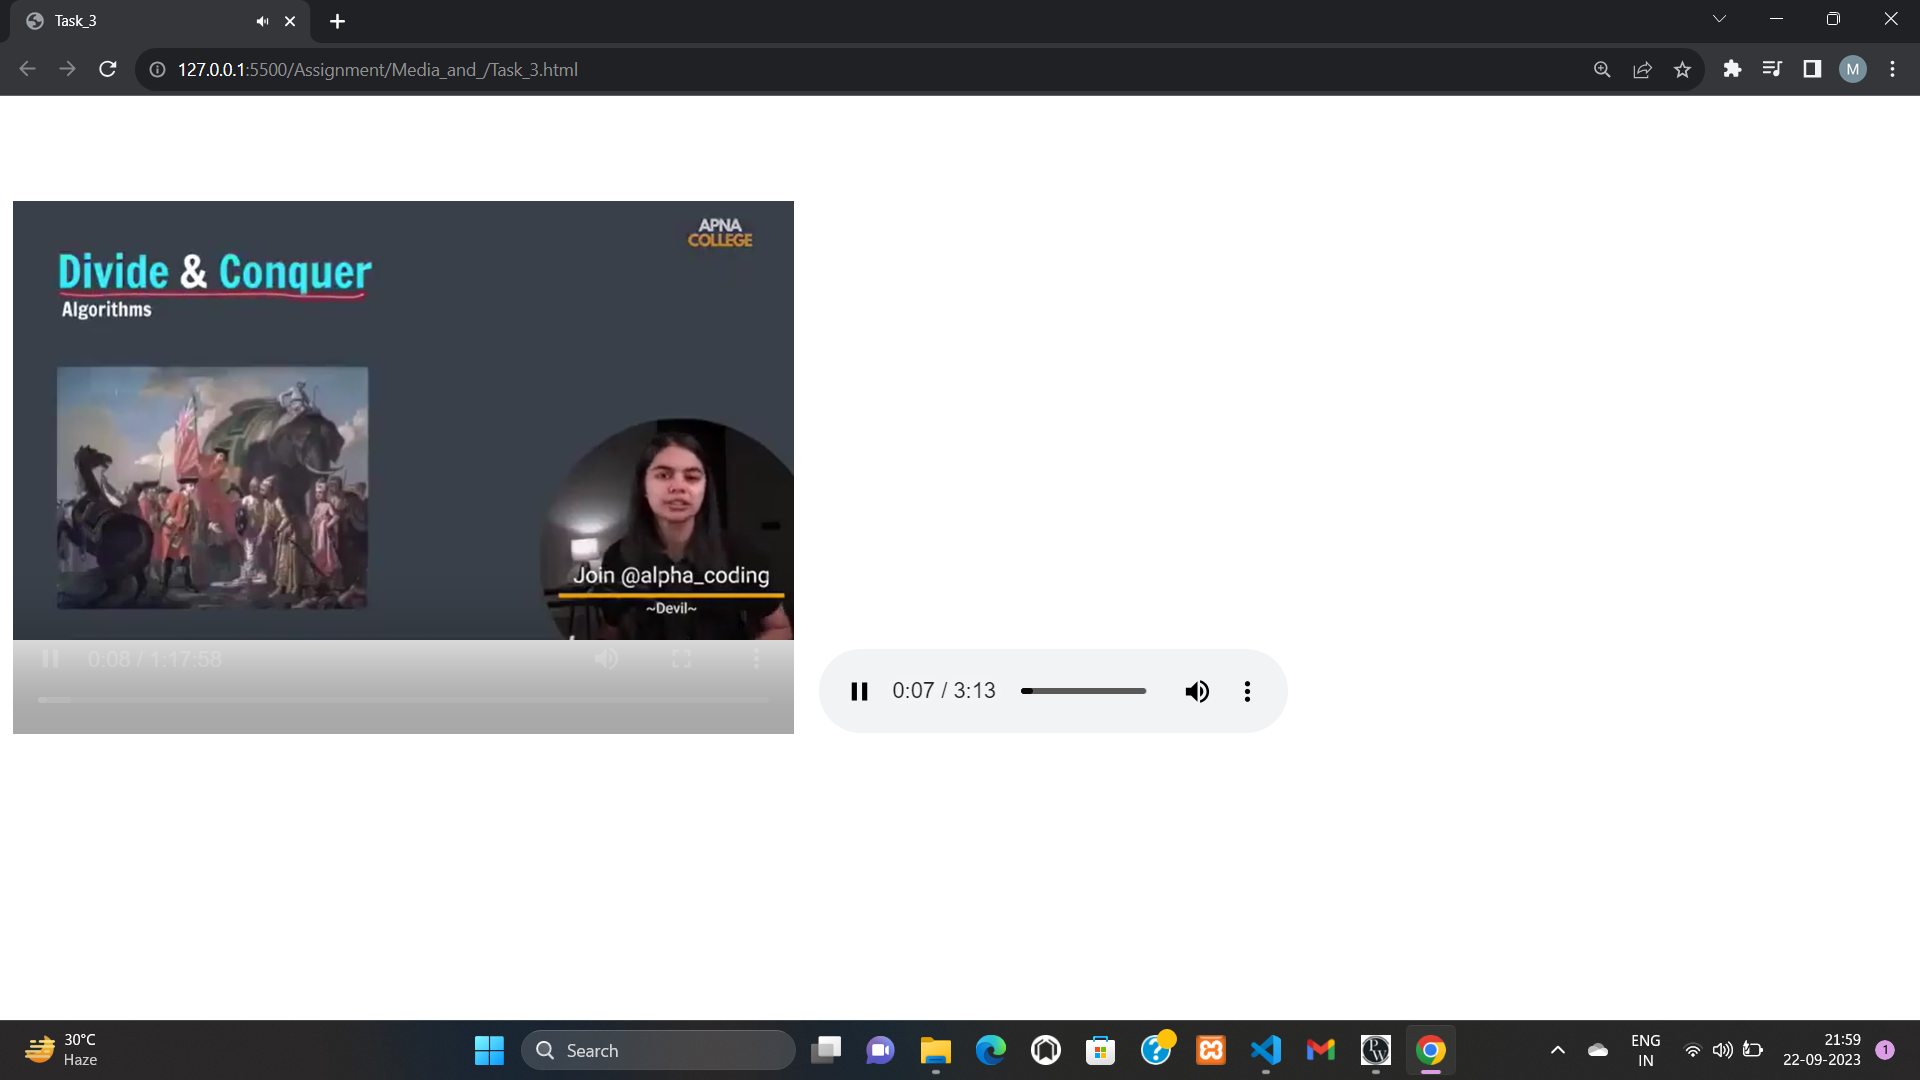 Task_3
127.0.0.1:5500/Assignment/Media_and_/Task_3.html
M
APNA
COLLEGE
Divide & Conquer
Algorithms
Join @alpha_coding
~Devil~
0:08 / 1:17:58
0:07 / 3:13
30°C
Haze
Search
PW
ENG
IN
21:59
22-09-2023
1